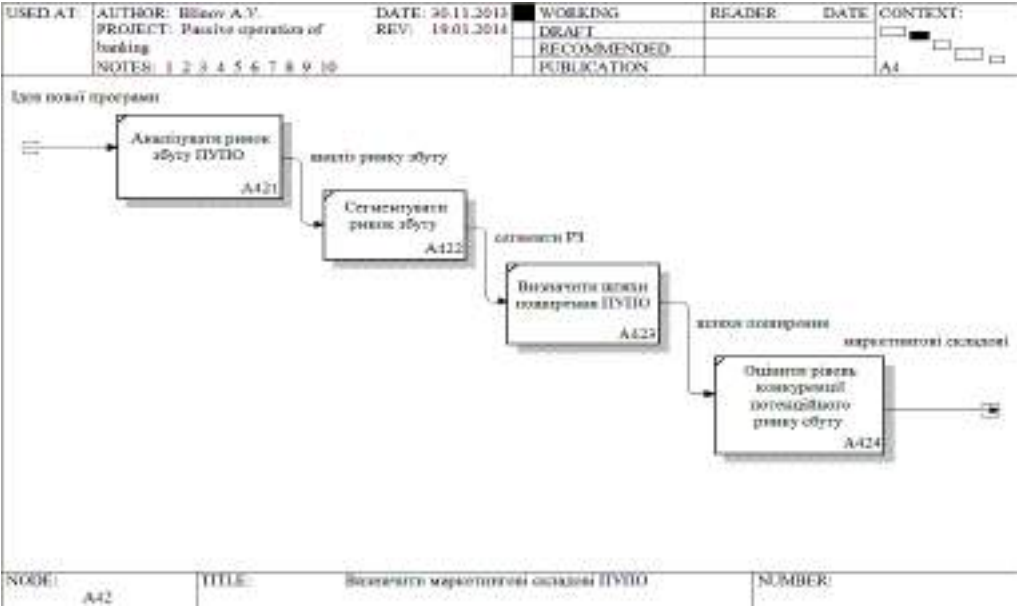 USED AT: AUTHOR: Blinov A.V. DATE: 30.11.2013 WORKING READER DATE CONTEXT:
PROJECT: Passive operation of REV: 19.01.2014 DRAFT
banking RECOMMENDED
NOTES: 1 2 3 4 5 6 7 8 9 10 PUBLICATION A4
Ідея нової програми
Аналізувати ринок
збуту ПУПО
A421
аналіз ринку збуту
Сегментувати
ринок збуту
A422
сегменти РЗ
Визначити шляхи
поширення ПУПО
A423
шляхи поширення
маркетингові складові
Оцінити рівень
конкуренції
потенційного
ринку збуту
A424
NODE: TITLE: Визначити маркетингові складові ПУПО NUMBER:
A42